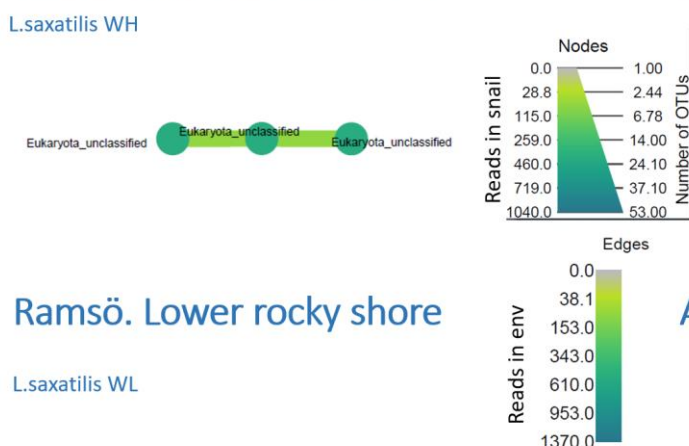 L.saxatilis WH
Nodes
0.0 1.00
28.8 2.44
115.0 6.78
259.0 14.00
460.0 24.10
719.0 37.10
1040.0 53.00
Reads in snail
Number of OTUs
Eukaryota_unclassified
Eukaryota_unclassified
Eukaryota_unclassified
Edges
0.0
38.1
153.0
343.0
610.0
953.0
1370.0
Reads in env
Ramsö. Lower rocky shore
A
L.saxatilis WL